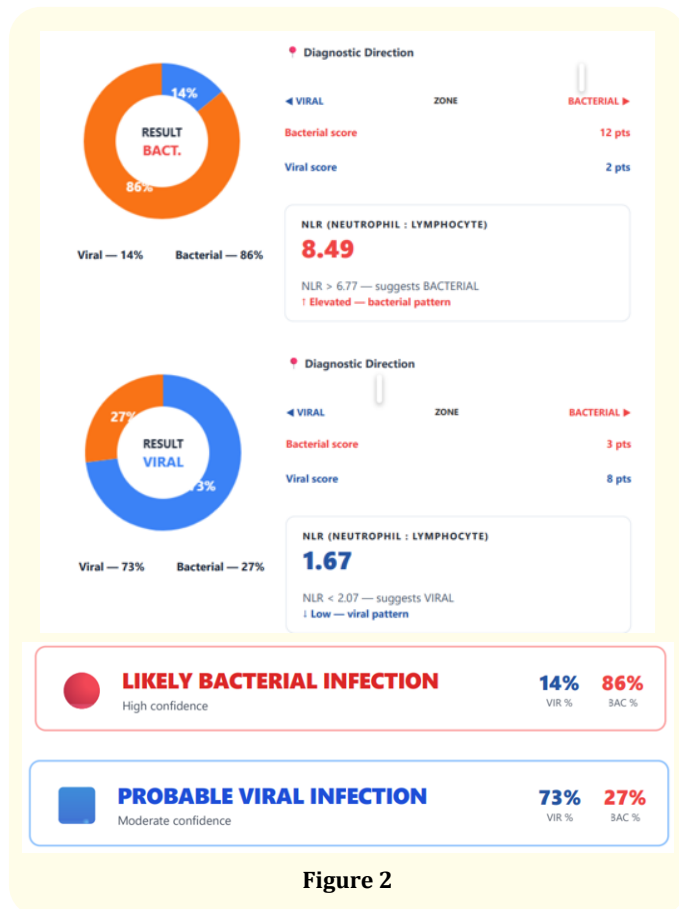 14%
RESULT
BACT.
86%
Viral — 14% Bacterial — 86%
Diagnostic Direction
◀ VIRAL ZONE BACTERIAL ▶
Bacterial score 12 pts
Viral score 2 pts
NLR (NEUTROPHIL : LYMPHOCYTE)
8.49
NLR > 6.77 — suggests BACTERIAL
↑ Elevated — bacterial pattern
27%
RESULT
VIRAL
73%
Viral — 73% Bacterial — 27%
Diagnostic Direction
◀ VIRAL ZONE BACTERIAL ▶
Bacterial score 3 pts
Viral score 8 pts
NLR (NEUTROPHIL : LYMPHOCYTE)
1.67
NLR < 2.07 — suggests VIRAL
↓ Low — viral pattern
LIKELY BACTERIAL INFECTION
High confidence
14% 86%
VIR % BAC %
PROBABLE VIRAL INFECTION
Moderate confidence
73% 27%
VIR % BAC %
Figure 2